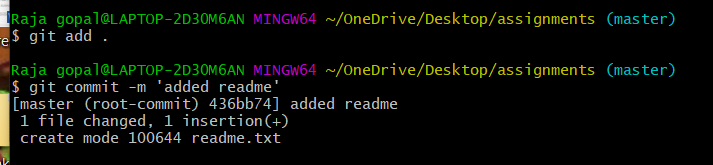 Raja gopal@LAPTOP-2D30M6AN MINGW64 ~/OneDrive/Desktop/assignments (master)
$ git add .
Raja gopal@LAPTOP-2D30M6AN MINGW64 ~/OneDrive/Desktop/assignments (master)
$ git commit -m 'added readme'
[master (root-commit) 436bb74] added readme
 1 file changed, 1 insertion(+)
 create mode 100644 readme.txt